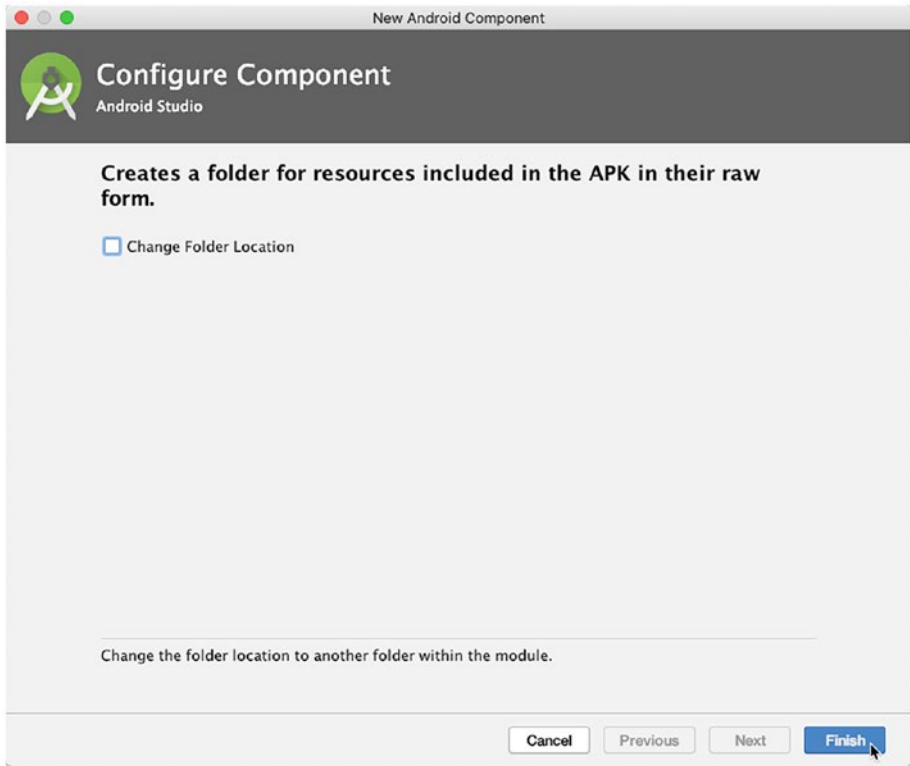 New Android Component
Configure Component
Android Studio
Creates a folder for resources included in the APK in their raw
form.
Change Folder Location
Change the folder location to another folder within the module.
Cancel Previous Next Finish